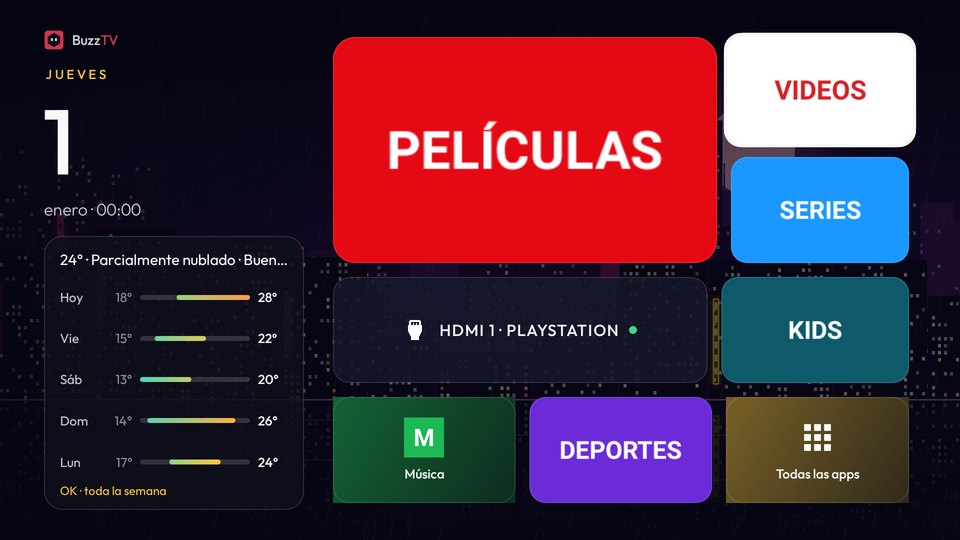 BuzzTV
JUEVES
1
enero · 00:00
24° · Parcialmente nublado · Buen...
Hoy 18° 28°
Vie 15° 22°
Sáb 13° 20°
Dom 14° 26°
Lun 17° 24°
OK · toda la semana
PELÍCULAS
VIDEOS
SERIES
HDMI 1 · PLAYSTATION
KIDS
M
Música
DEPORTES
Todas las apps